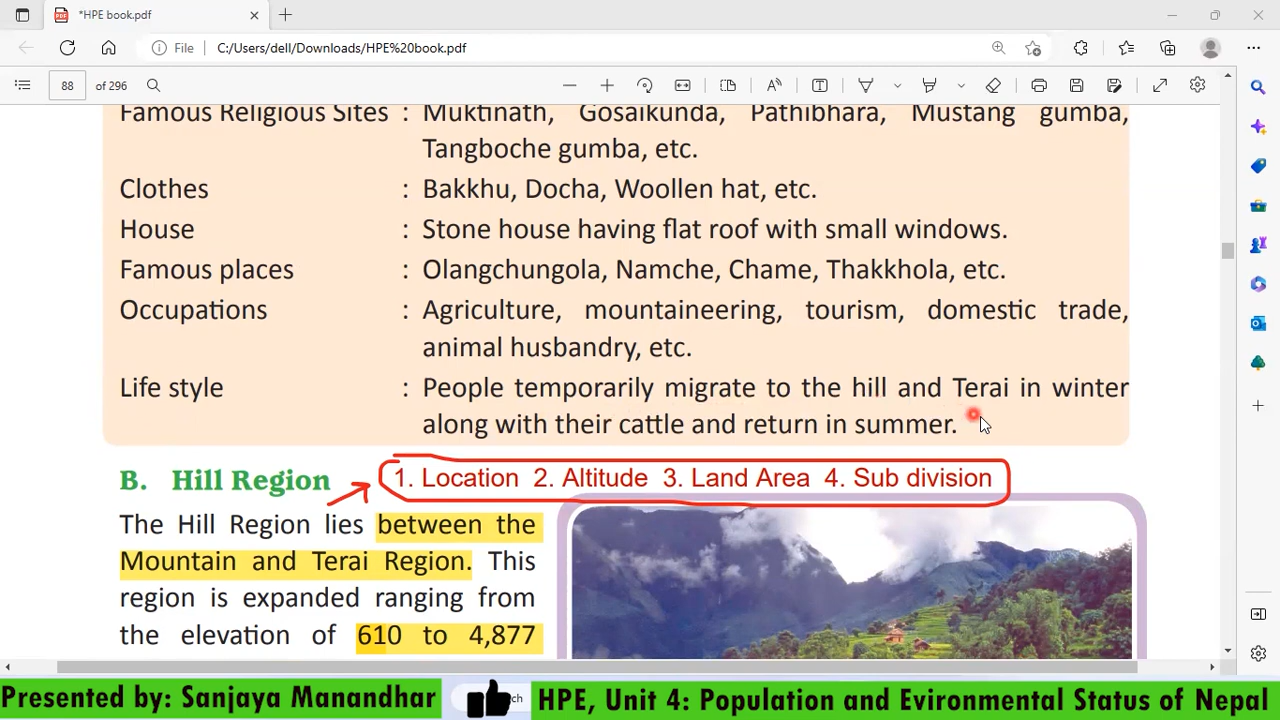 *HPE book.pdf
File C:/Users/dell/Downloads/HPE%20book.pdf
88 of 296
Famous Religious Sites : Muktinath, Gosaikunda, Pathibhara, Mustang gumba,
Tangboche gumba, etc.
Clothes : Bakkhu, Docha, Woollen hat, etc.
House : Stone house having flat roof with small windows.
Famous places : Olangchungola, Namche, Chame, Thakkhola, etc.
Occupations : Agriculture, mountaineering, tourism, domestic trade,
animal husbandry, etc.
Life style : People temporarily migrate to the hill and Terai in winter
along with their cattle and return in summer.
B. Hill Region 1. Location 2. Altitude 3. Land Area 4. Sub division
The Hill Region lies between the
Mountain and Terai Region. This
region is expanded ranging from
the elevation of 610 to 4,877
Presented by: Sanjaya Manandhar HPE, Unit 4: Population and Evironmental Status of Nepal